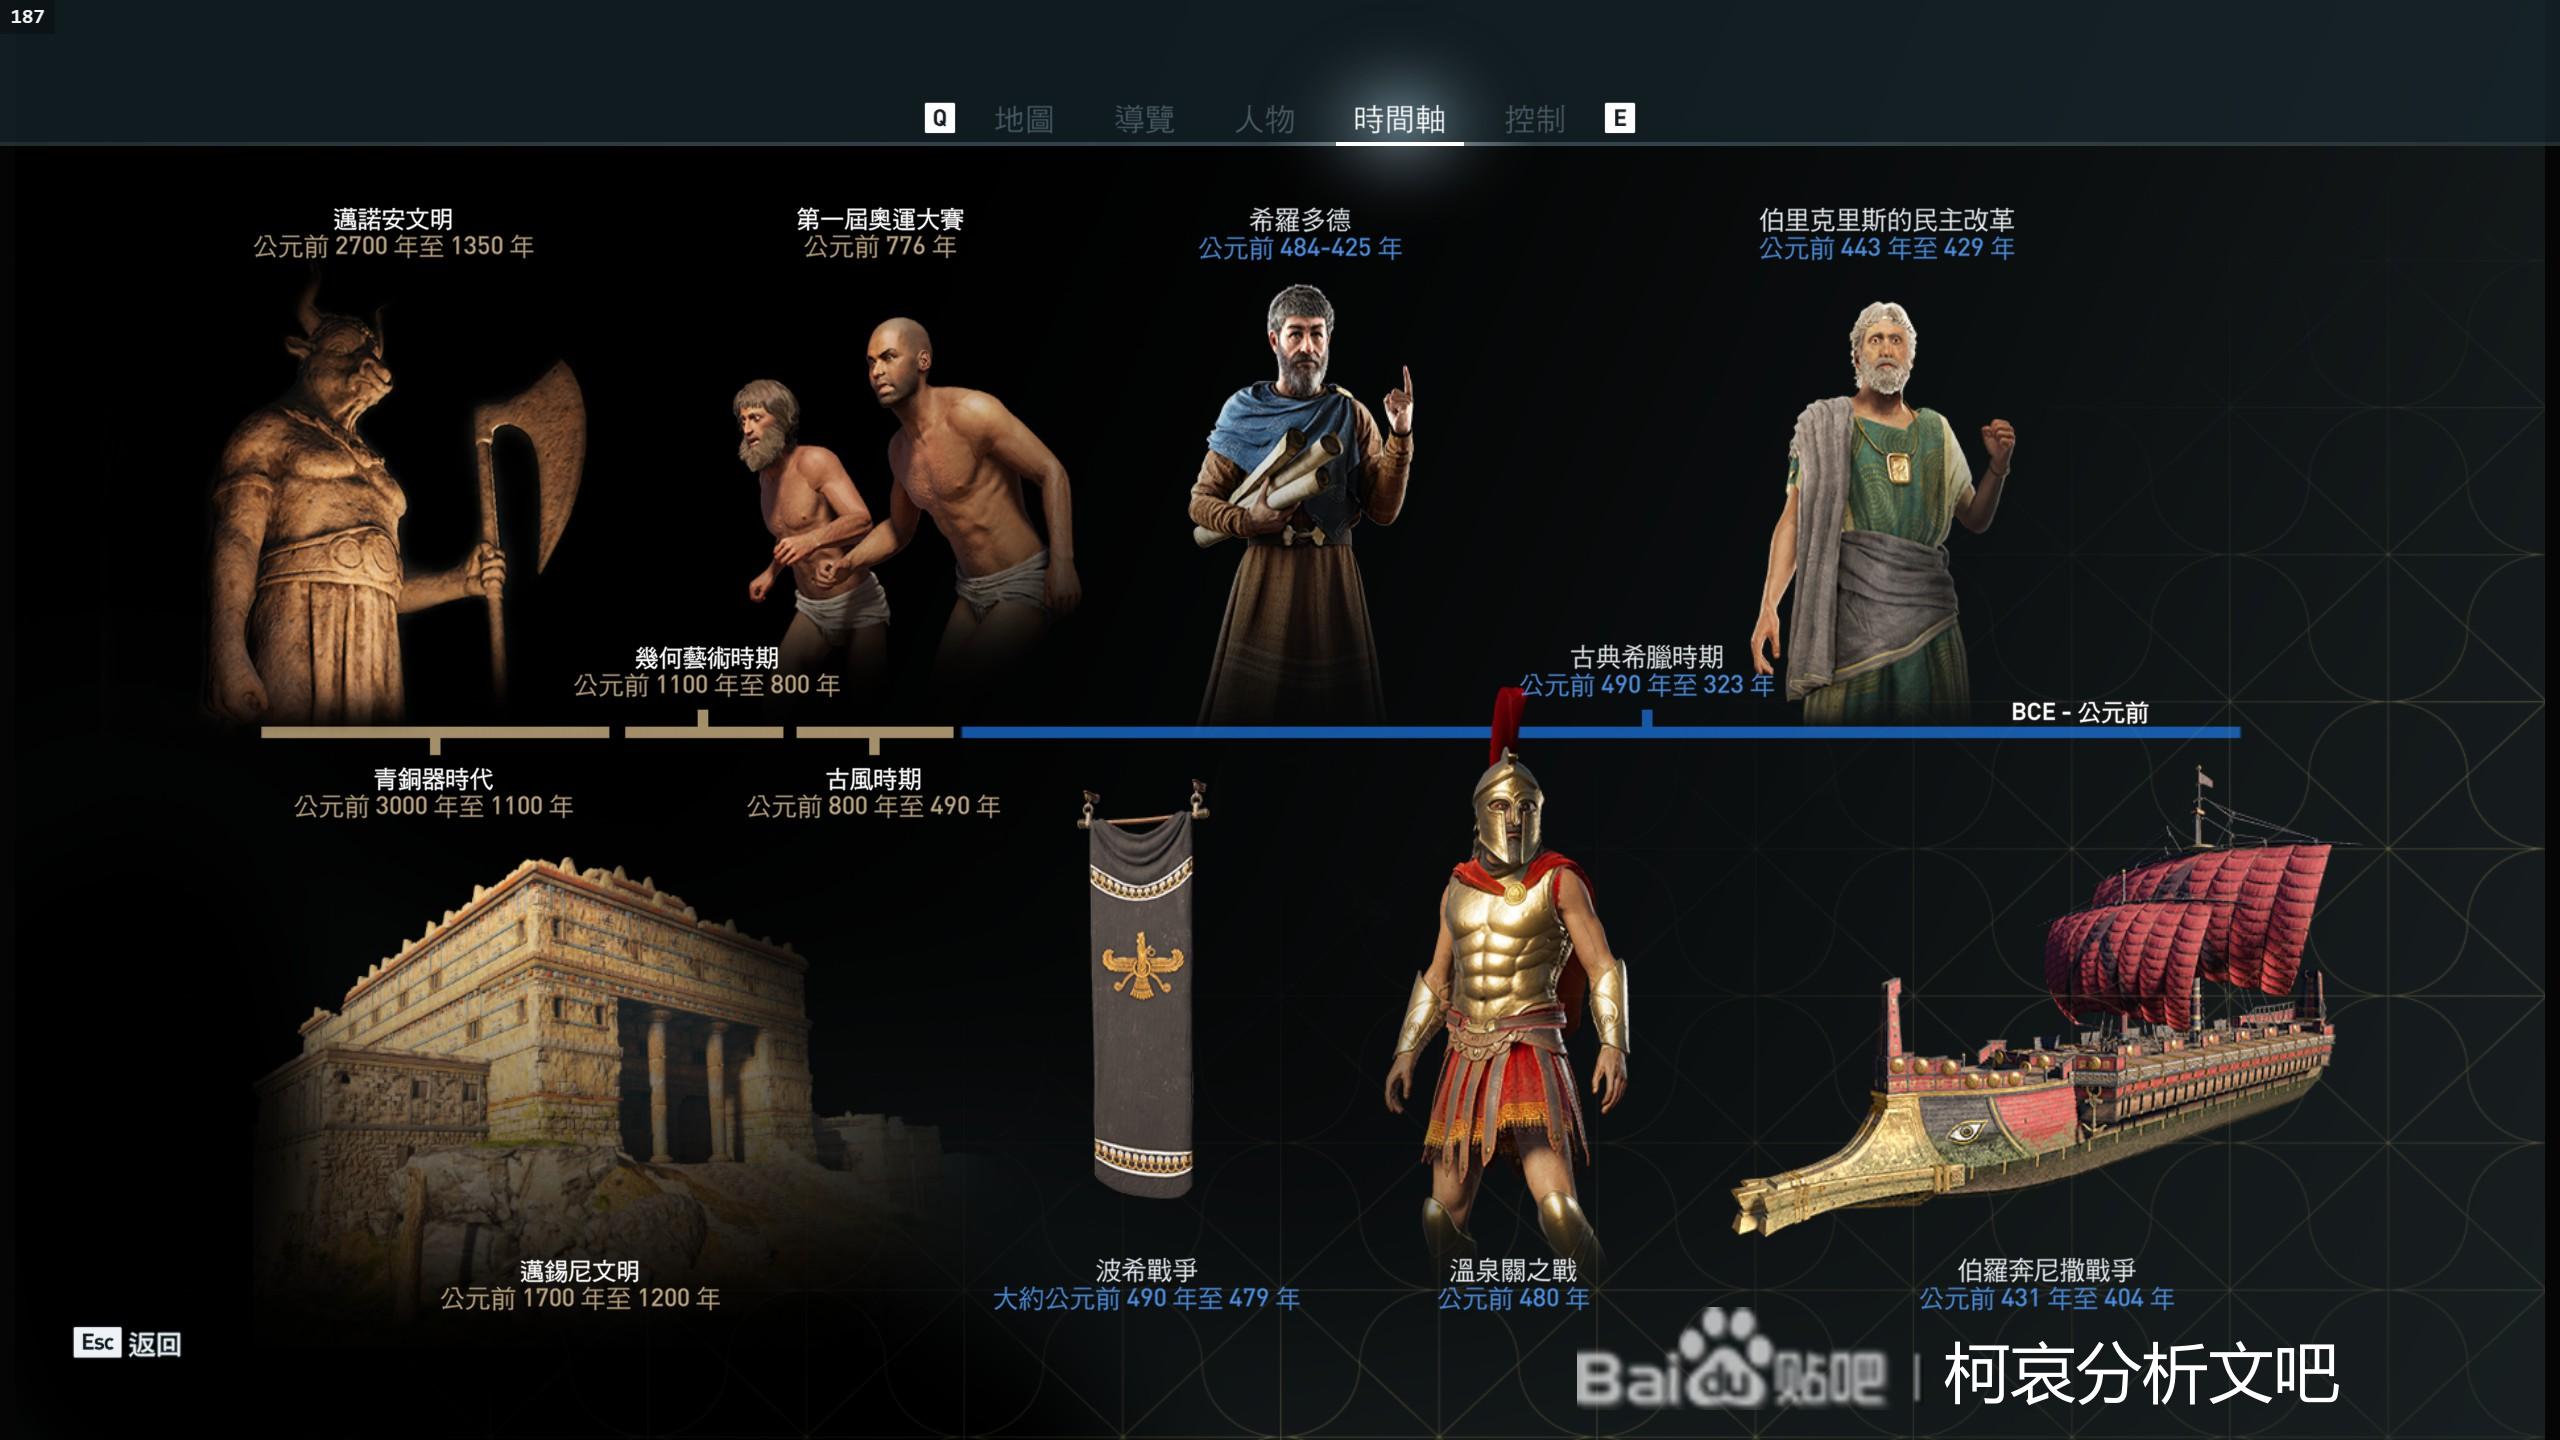 187
Q 地圖 導覽 人物 時間軸 控制 E
邁諾安文明
公元前 2700 年至 1350 年
第一屆奧運大賽
公元前 776 年
希羅多德
公元前 484-425 年
伯里克里斯的民主改革
公元前 443 年至 429 年
幾何藝術時期
公元前 1100 年至 800 年
古典希臘時期
公元前 490 年至 323 年
BCE - 公元前
青銅器時代
公元前 3000 年至 1100 年
古風時期
公元前 800 年至 490 年
邁錫尼文明
公元前 1700 年至 1200 年
波希戰爭
大約公元前 490 年至 479 年
溫泉關之戰
公元前 480 年
伯羅奔尼撒戰爭
公元前 431 年至 404 年
Esc 返回
Bai du 贴吧 | 柯哀分析文吧